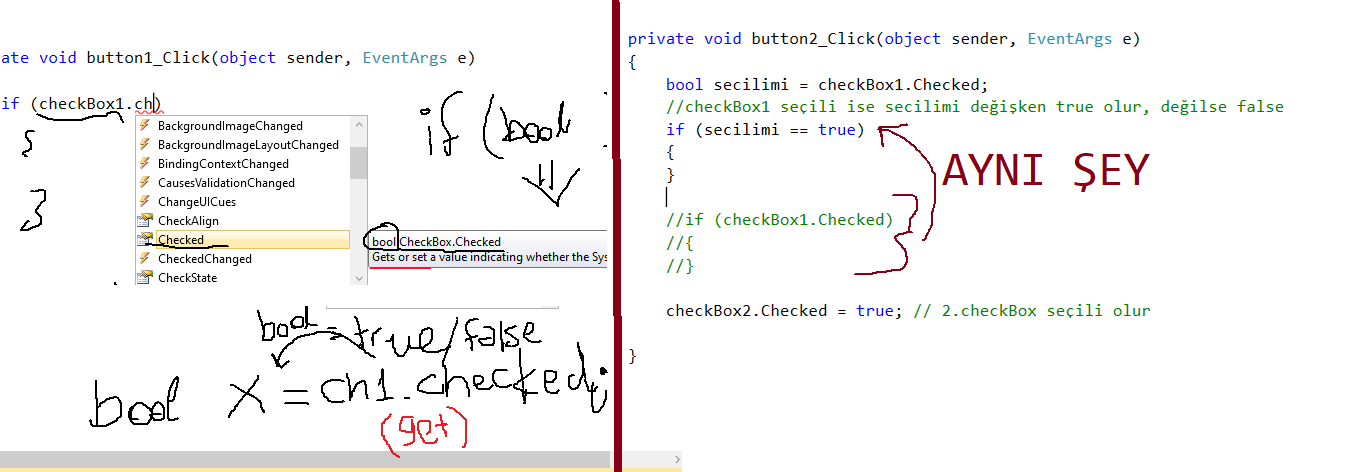 ate void button1_Click(object sender, EventArgs e)
if (checkBox1.ch)
BackgroundImageChanged
BackgroundImageLayoutChanged
BindingContextChanged
CausesValidationChanged
ChangeUICues
CheckAlign
Checked
CheckedChanged
CheckState
bool CheckBox.Checked
Gets or set a value indicating whether the Sys
if (bool
bool = true/false
bool X = ch1.checked;
(get)
private void button2_Click(object sender, EventArgs e)
{
bool secilimi = checkBox1.Checked;
//checkBox1 seçili ise secilimi değişken true olur, değilse false
if (secilimi == true)
{
}
AYNI ŞEY
//if (checkBox1.Checked)
//{
//}
checkBox2.Checked = true; // 2.checkBox seçili olur
}